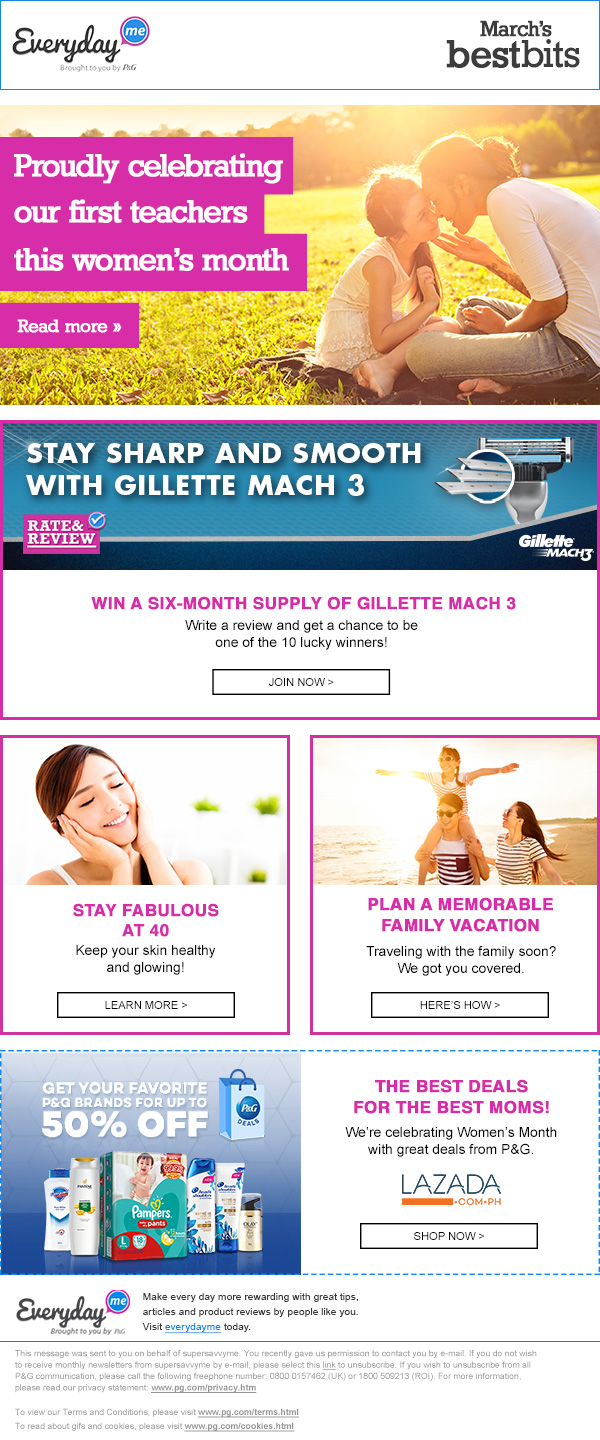 Everyday me
Brought to you by P&G
March's
bestbits
Proudly celebrating
our first teachers
this women's month
Read more »
STAY SHARP AND SMOOTH
WITH GILLETTE MACH 3
RATE&
REVIEW
Gillette
MACH3
WIN A SIX-MONTH SUPPLY OF GILLETTE MACH 3
Write a review and get a chance to be
one of the 10 lucky winners!
JOIN NOW >
STAY FABULOUS
AT 40
Keep your skin healthy
and glowing!
LEARN MORE >
PLAN A MEMORABLE
FAMILY VACATION
Traveling with the family soon?
We got you covered.
HERE'S HOW >
GET YOUR FAVORITE
P&G BRANDS FOR UP TO
50% OFF
P&G
DEALS
Safeguard
PANTENE
Pampers
pants
L
head & shoulders
head & shoulders
OLAY
THE BEST DEALS
FOR THE BEST MOMS!
We're celebrating Women's Month
with great deals from P&G.
LAZADA
.COM.PH
SHOP NOW >
Everyday me
Brought to you by P&G
Make every day more rewarding with great tips,
articles and product reviews by people like you.
Visit everydayme today.
This message was sent to you on behalf of supersavvyme. You recently gave us permission to contact you by e-mail. If you do not wish
to receive monthly newsletters from supersavvyme by e-mail, please select this link to unsubscribe. If you wish to unsubscribe from all
P&G communication, please call the following freephone number: 0800 0157462 (UK) or 1800 509213 (ROI). For more information,
please read our privacy statement: www.pg.com/privacy.htm
To view our Terms and Conditions, please visit www.pg.com/terms.html
To read about gifs and cookies, please visit www.pg.com/cookies.html